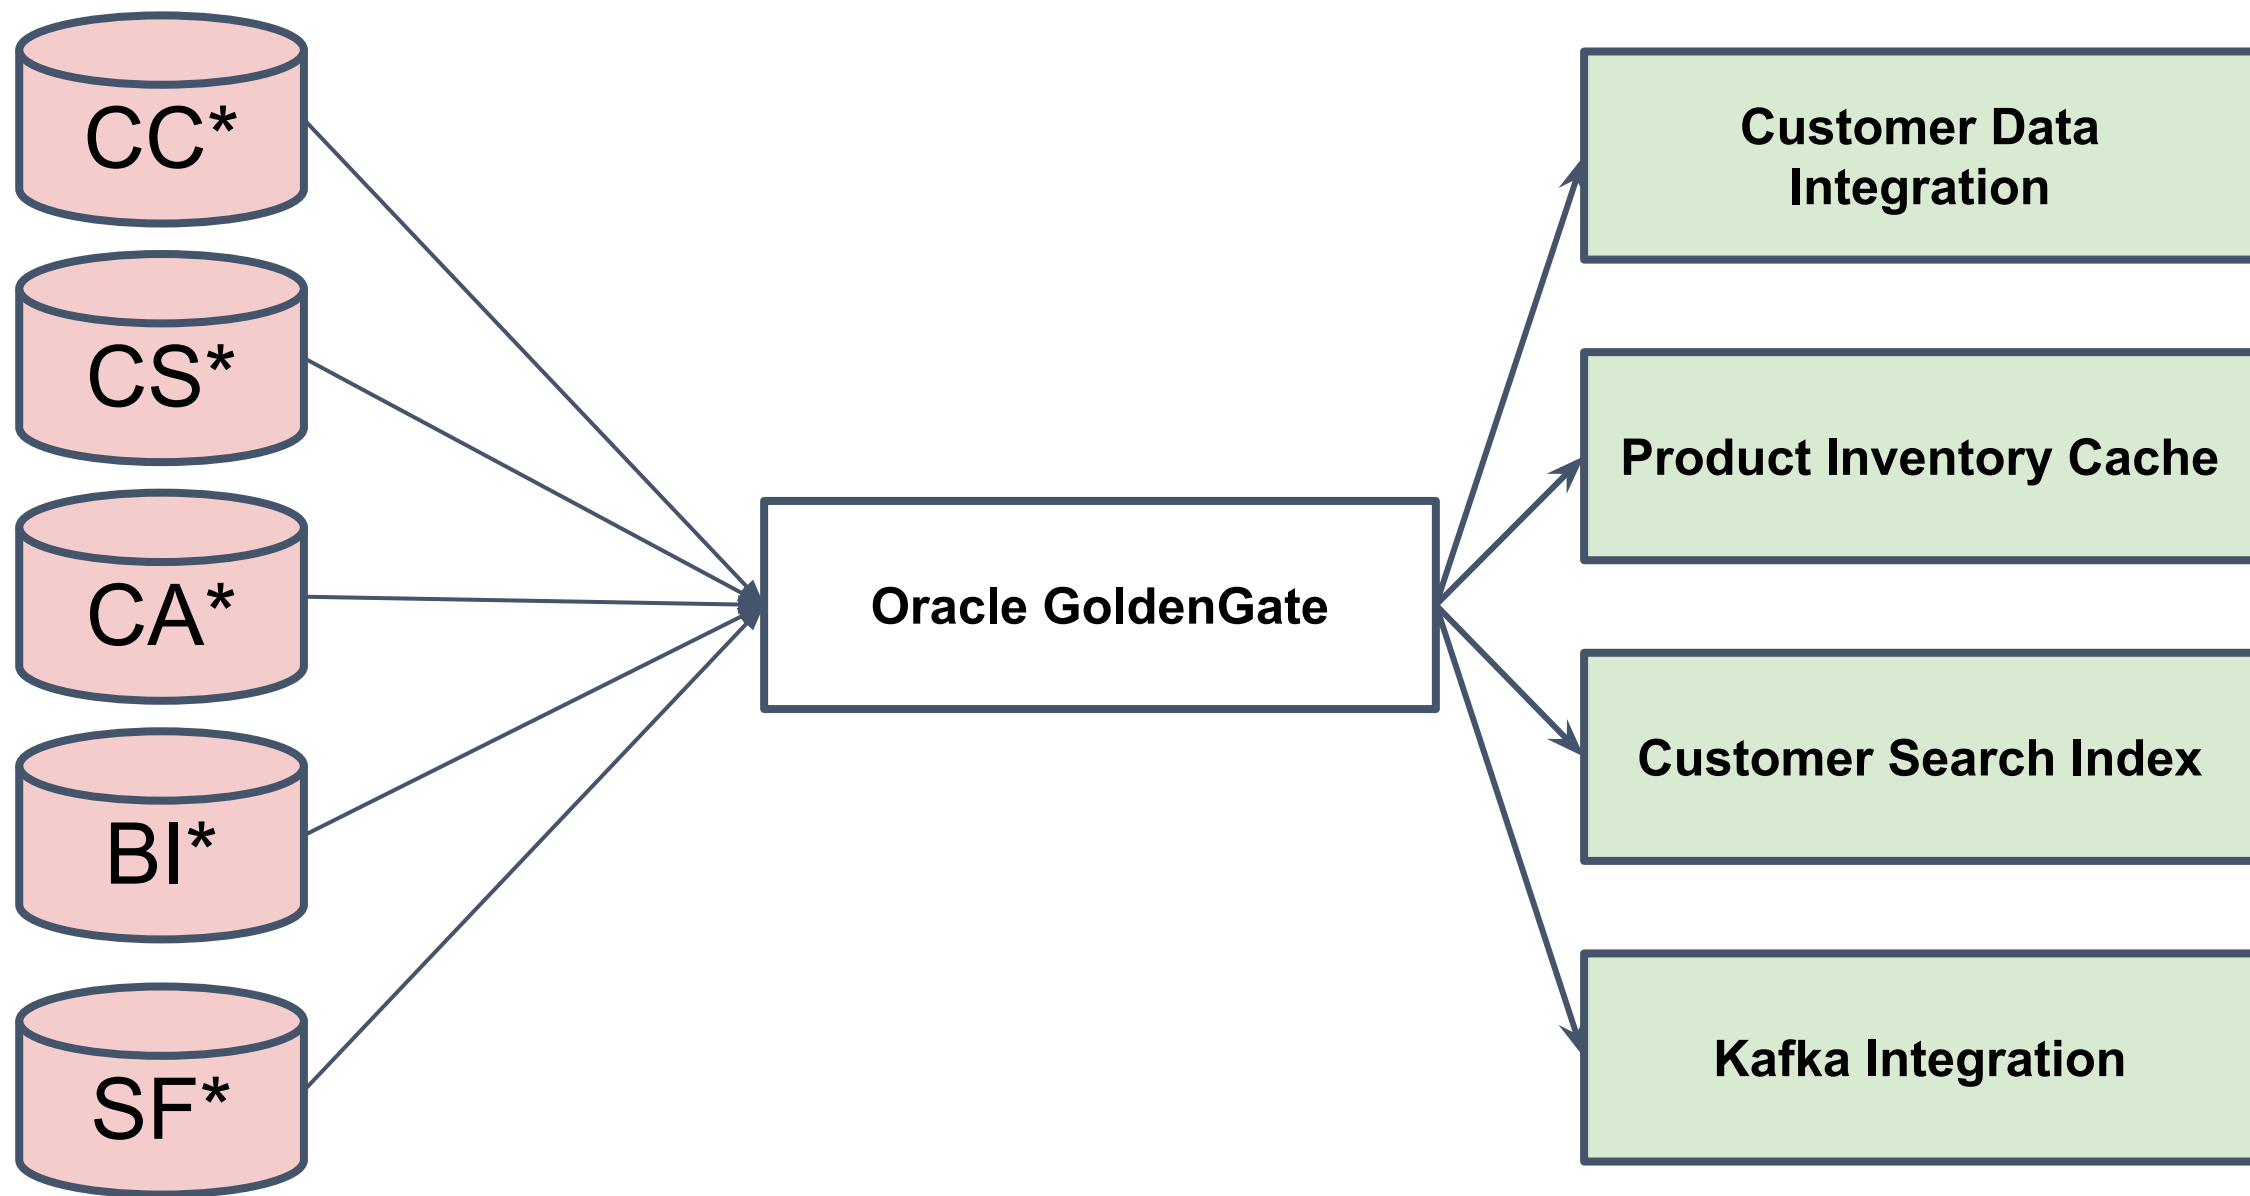 CC*
CS*
CA*
BI*
SF*
Oracle GoldenGate
Customer Data
Integration
Product Inventory Cache
Customer Search Index
Kafka Integration